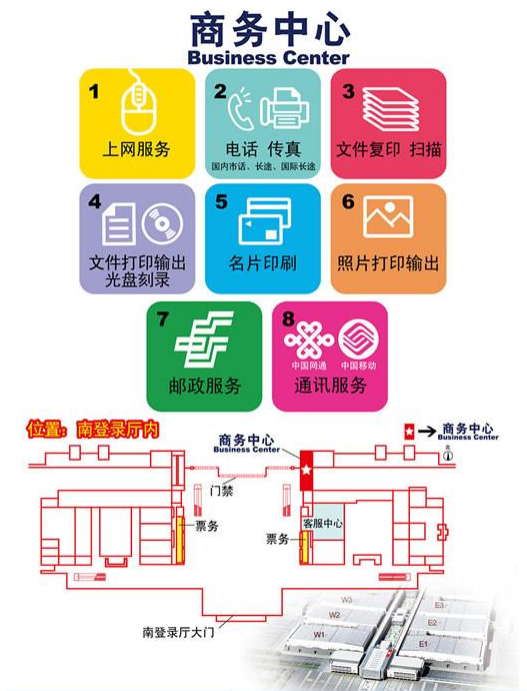 商务中心
Business Center
1
上网服务
2
电话 传真
国内市话、长途、国际长途
3
文件复印 扫描
4
文件打印输出
光盘刻录
5
名片印刷
6
照片打印输出
7
邮政服务
8
中国网通 中国移动
通讯服务
位置：南登录厅内
商务中心
Business Center
商务中心
Business Center
北
门禁
票务
票务
客服中心
南登录厅大门
W3
W2
W1
E3
E2
E1